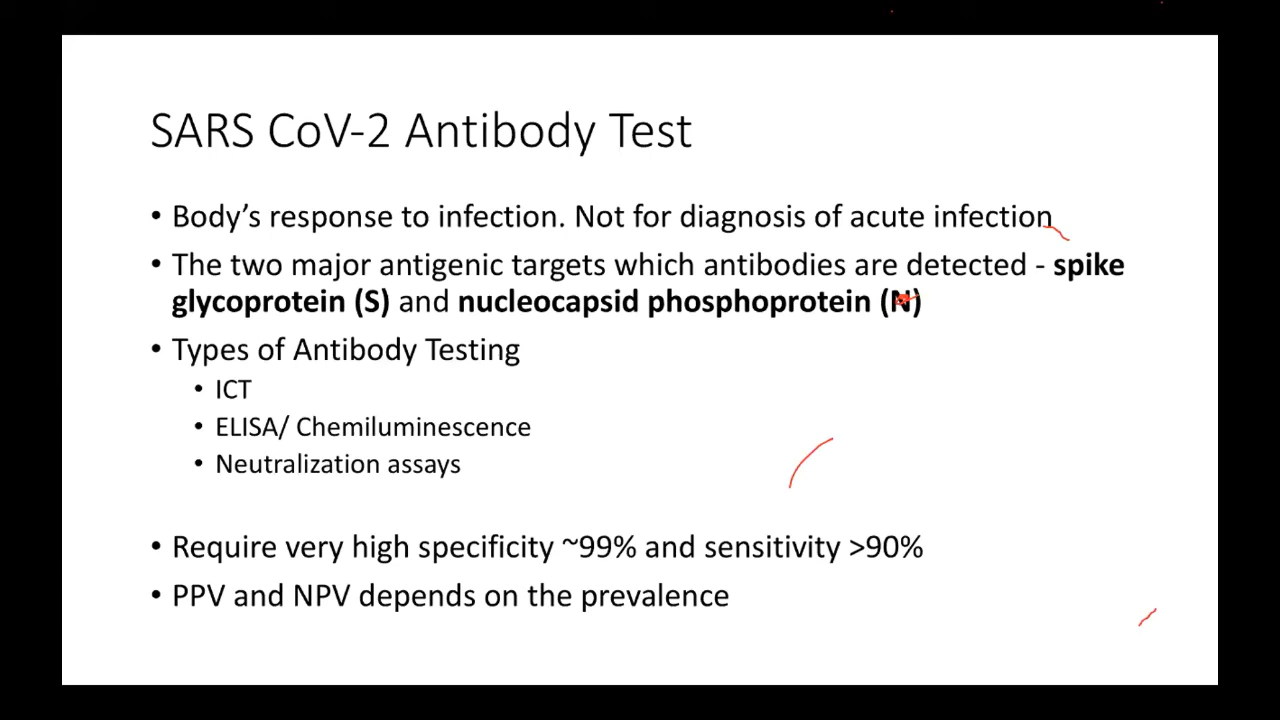 SARS CoV-2 Antibody Test
• Body’s response to infection. Not for diagnosis of acute infection
• The two major antigenic targets which antibodies are detected - spike
glycoprotein (S) and nucleocapsid phosphoprotein (N)
• Types of Antibody Testing
• ICT
• ELISA/ Chemiluminescence
• Neutralization assays
• Require very high specificity ~99% and sensitivity >90%
• PPV and NPV depends on the prevalence